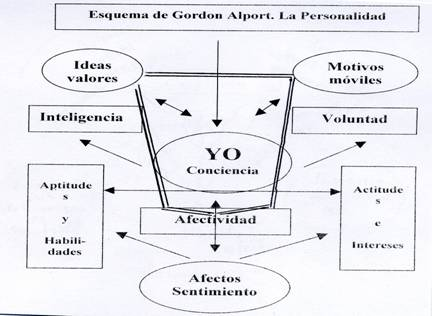 Esquema de Gordon Alport. La Personalidad
Ideas
valores
Motivos
móviles
Inteligencia
Voluntad
YO
Conciencia
Aptitude
s
y
Habili-
dades
Actitude
s
e
Intereses
Afectividad
Afectos
Sentimiento